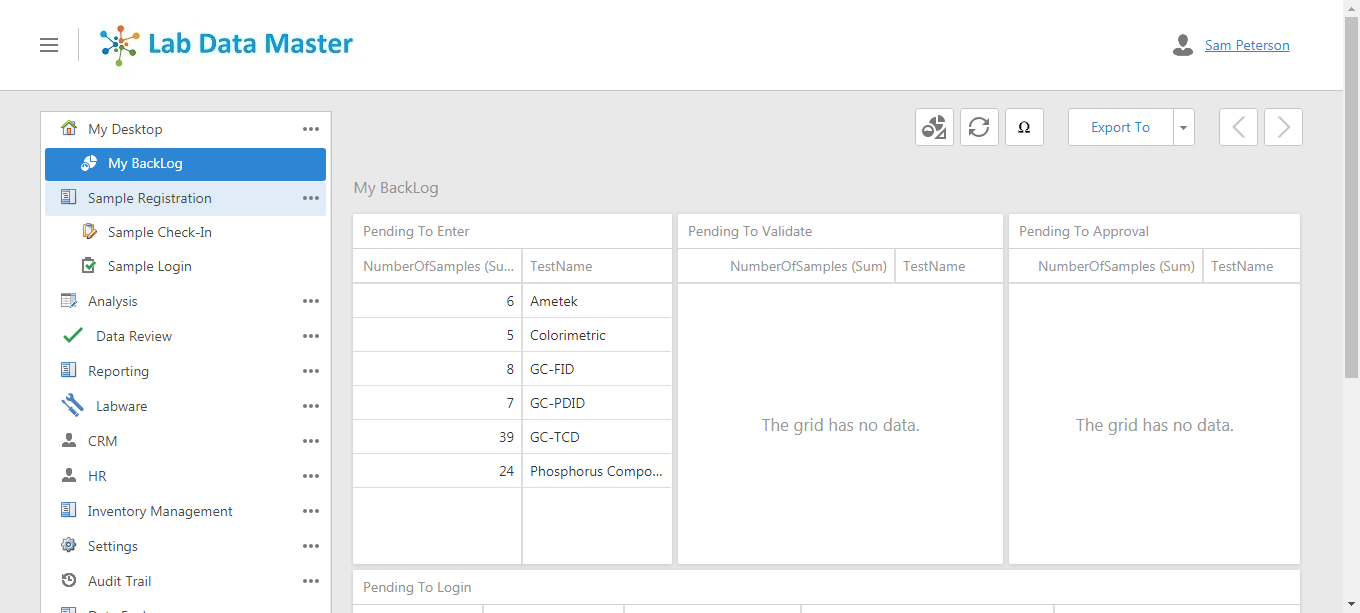 Lab Data Master
Sam Peterson
My Desktop
My BackLog
Sample Registration
Sample Check-In
Sample Login
Analysis
Data Review
Reporting
Labware
CRM
HR
Inventory Management
Settings
Audit Trail
Ω
Export To
My BackLog
Pending To Enter
NumberOfSamples (Su... TestName
6 Ametek
5 Colorimetric
8 GC-FID
7 GC-PDID
39 GC-TCD
24 Phosphorus Compo...
Pending To Validate
NumberOfSamples (Sum) TestName
The grid has no data.
Pending To Approval
NumberOfSamples (Sum) TestName
The grid has no data.
Pending To Login